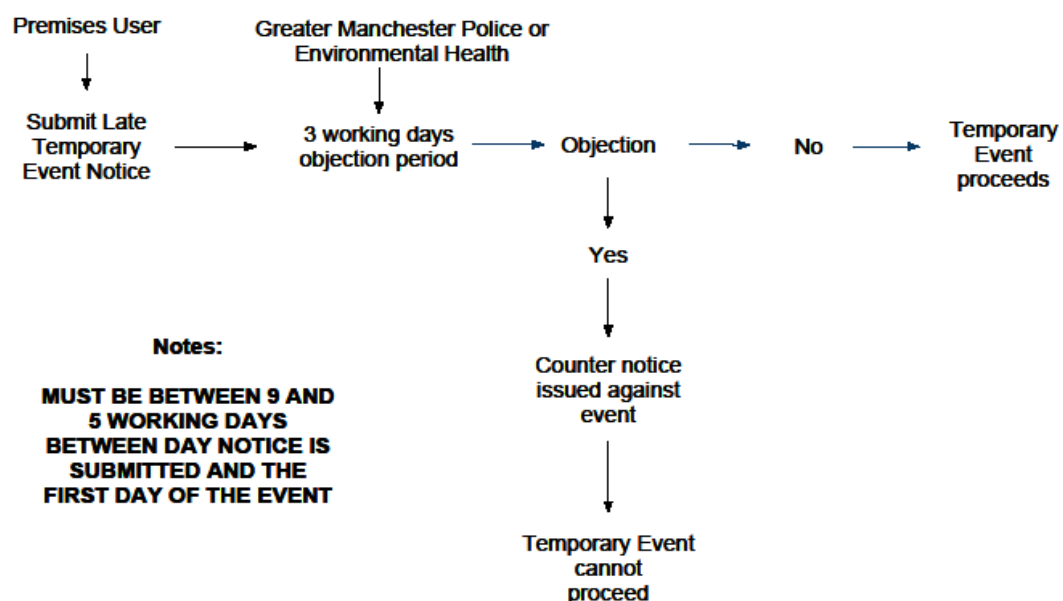 Premises User
Greater Manchester Police or
Environmental Health
Submit Late
Temporary
Event Notice
3 working days
objection period
Objection
No
Temporary
Event
proceeds
Yes
Counter notice
issued against
event
Temporary Event
cannot
proceed
Notes:
MUST BE BETWEEN 9 AND
5 WORKING DAYS
BETWEEN DAY NOTICE IS
SUBMITTED AND THE
FIRST DAY OF THE EVENT